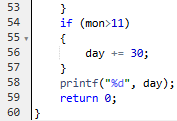 53 }
54 if (mon>11)
55 {
56 day += 30;
57 }
58 printf("%d", day);
59 return 0;
60 }